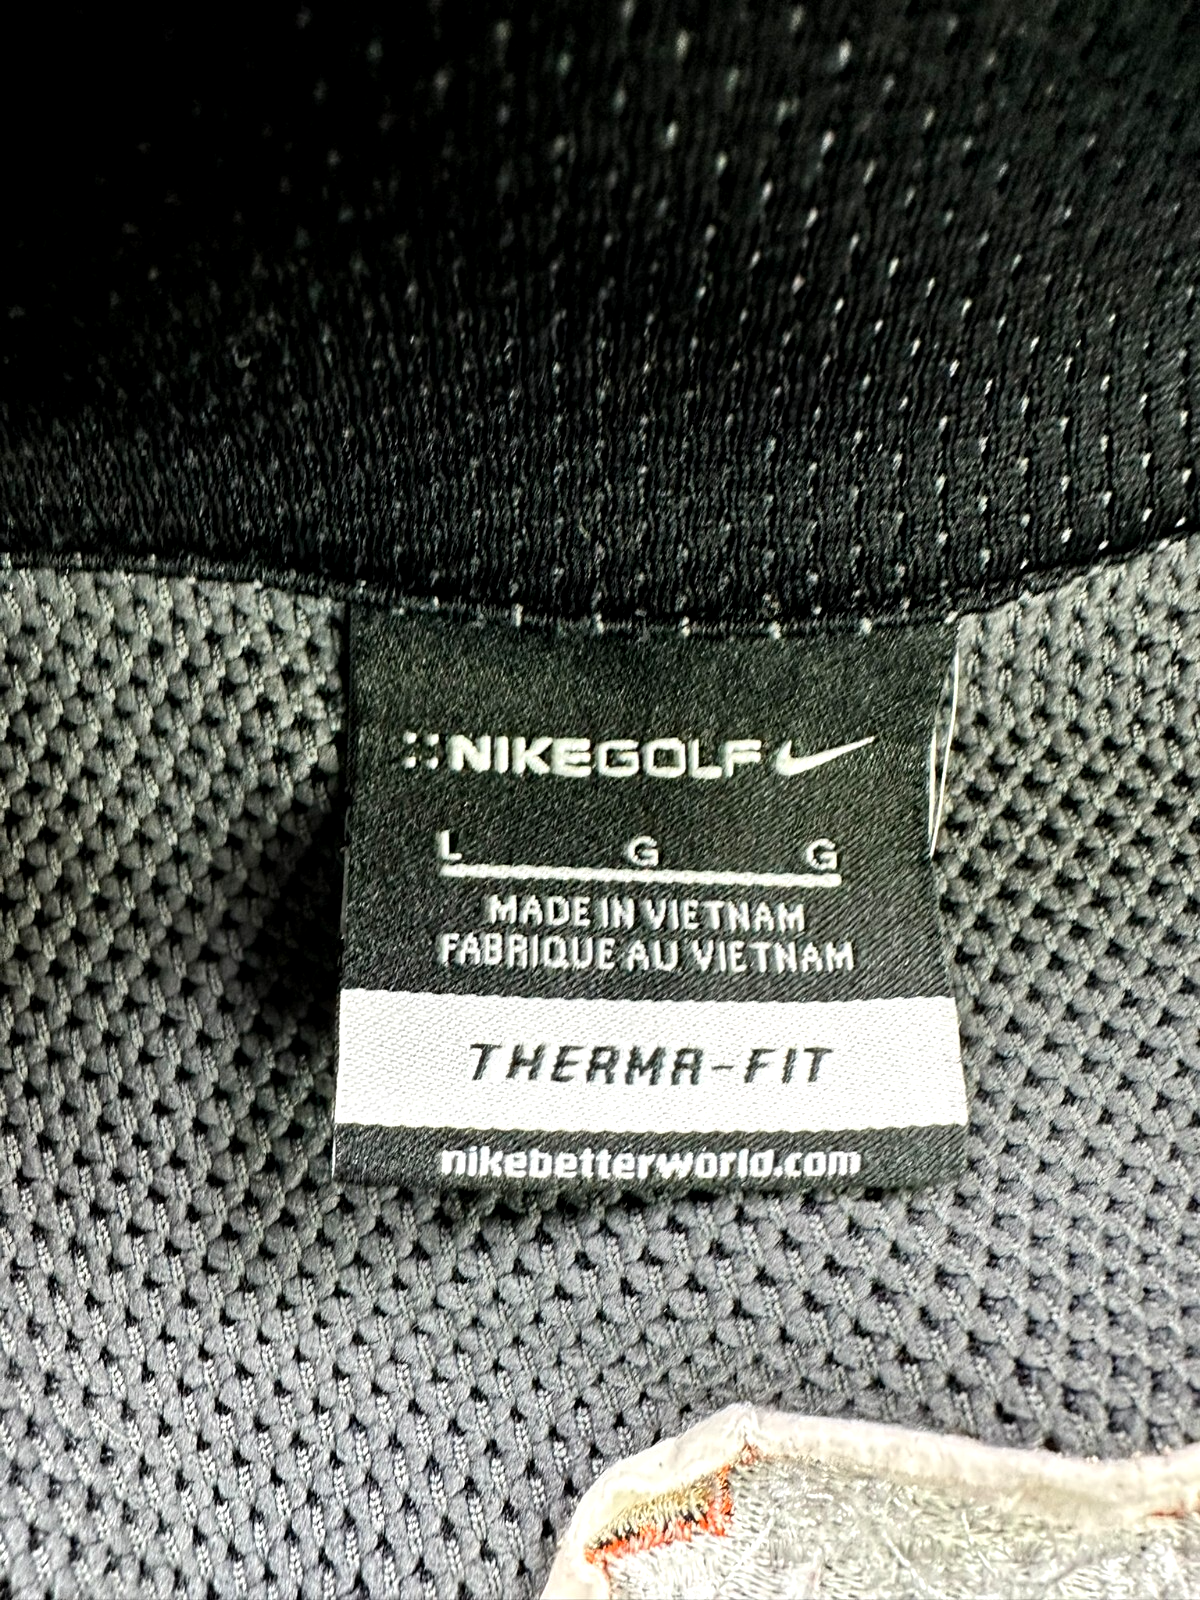 NIKEGOLF
L G G
MADE IN VIETNAM
FABRIQUE AU VIETNAM
THERMA-FIT
nikebetterworld.com